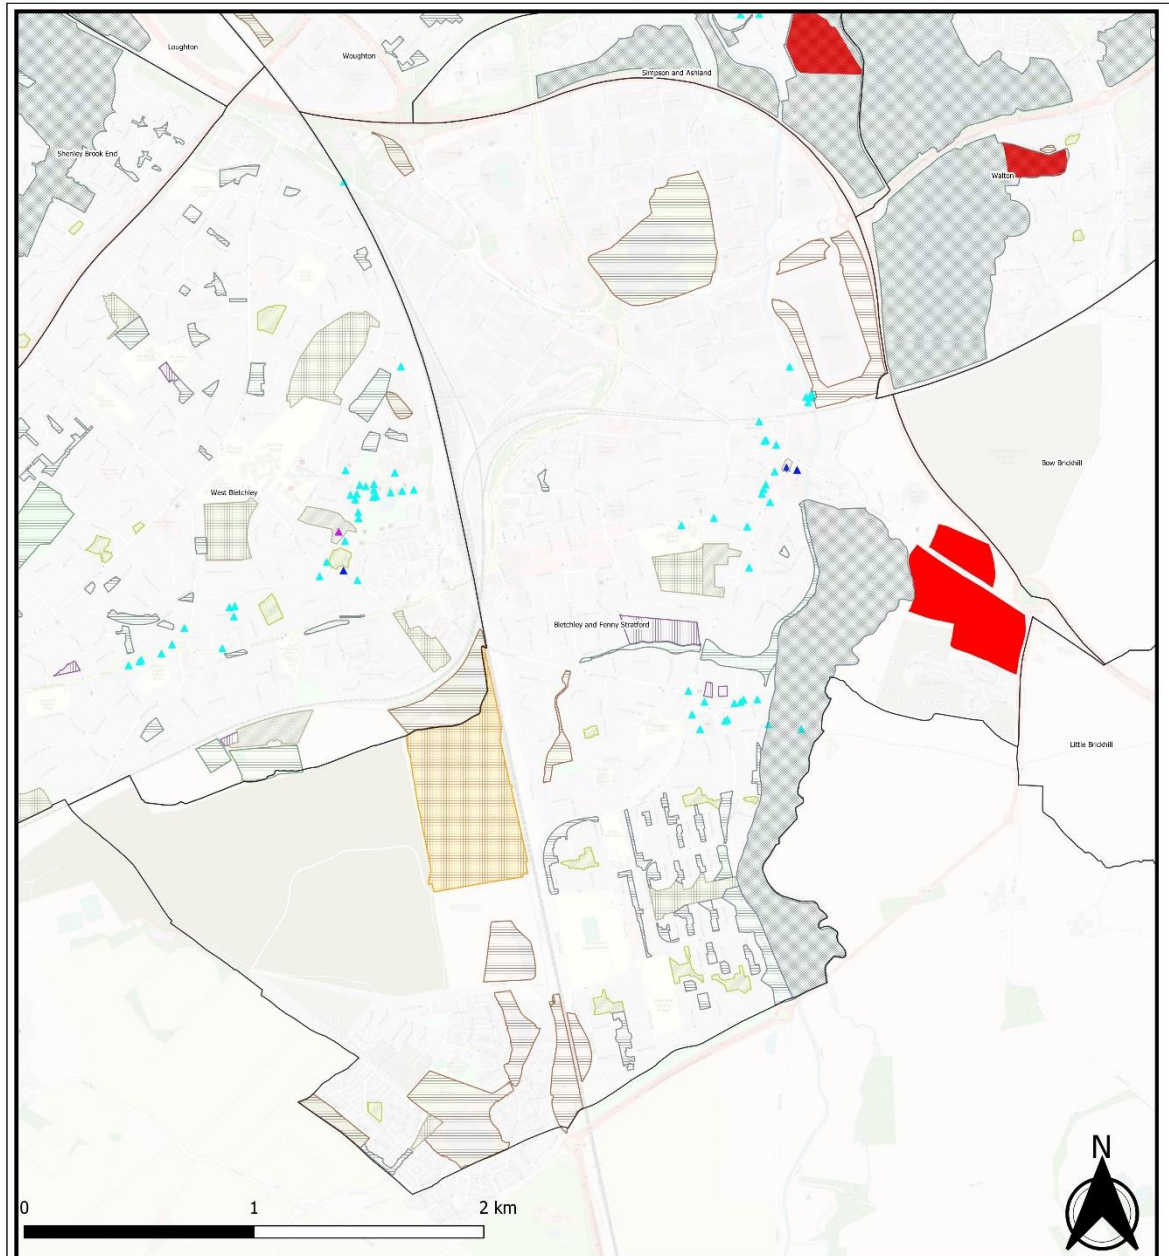 Loughton
Woughton
Simpson and Ashland
Shenley Brook End
Walton
Bow Brickhill
West Bletchley
Bletchley and Fenny Stratford
Little Brickhill
N
0 1 2 km